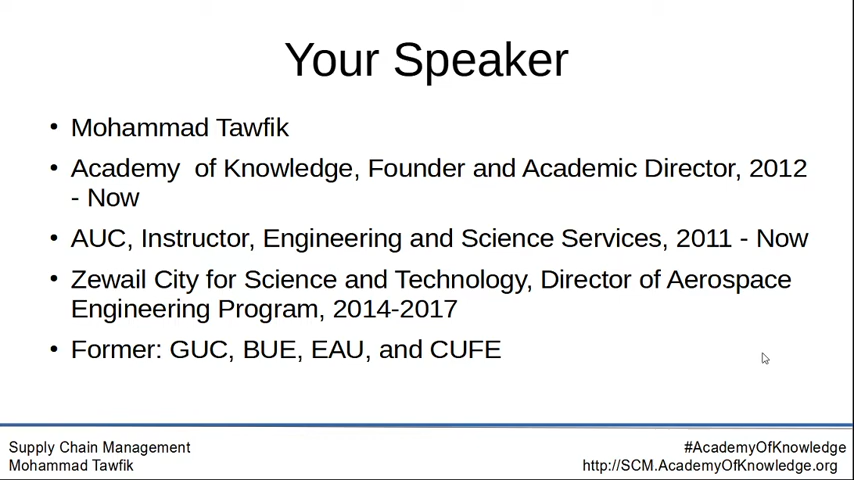 Your Speaker
• Mohammad Tawfik
• Academy of Knowledge, Founder and Academic Director, 2012
- Now
• AUC, Instructor, Engineering and Science Services, 2011 - Now
• Zewail City for Science and Technology, Director of Aerospace
Engineering Program, 2014-2017
• Former: GUC, BUE, EAU, and CUFE
Supply Chain Management
Mohammad Tawfik
#AcademyOfKnowledge
http://SCM.AcademyOfKnowledge.org